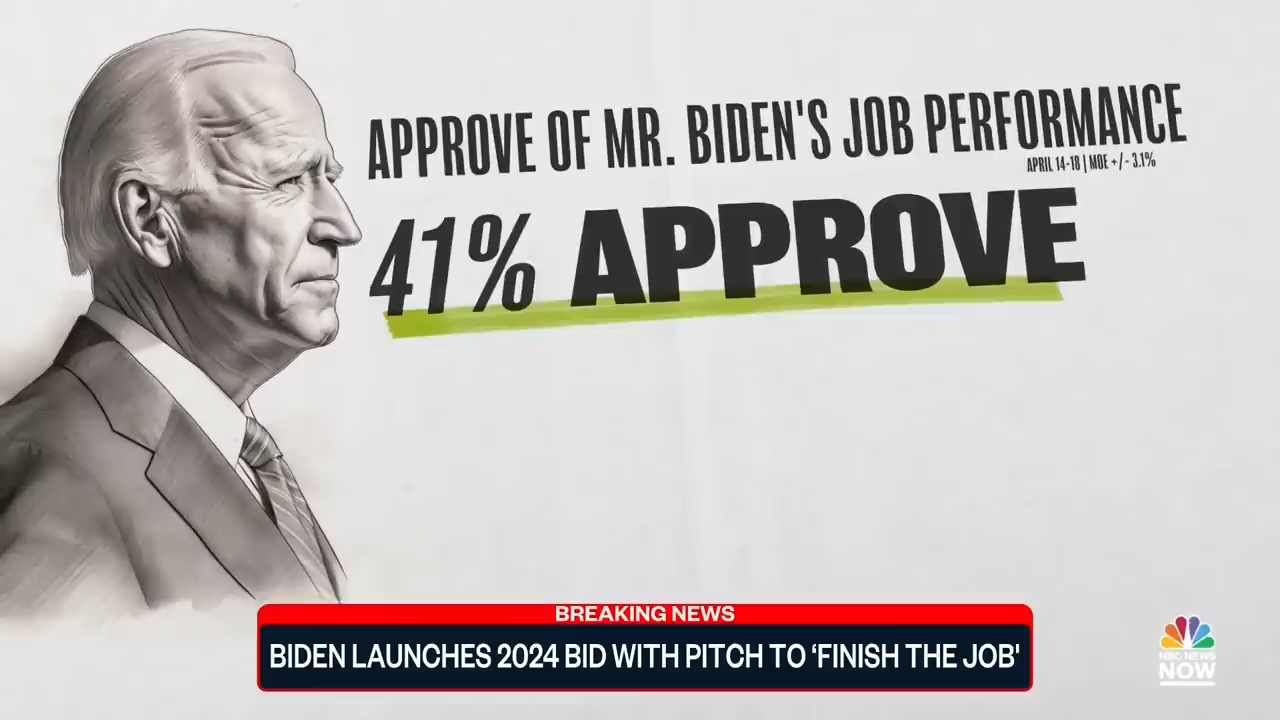 APPROVE OF MR. BIDEN'S JOB PERFORMANCE
APRIL 14-18 | MOE +/- 3.1%
41% APPROVE
BREAKING NEWS
BIDEN LAUNCHES 2024 BID WITH PITCH TO ‘FINISH THE JOB'
NBC NEWS
NOW